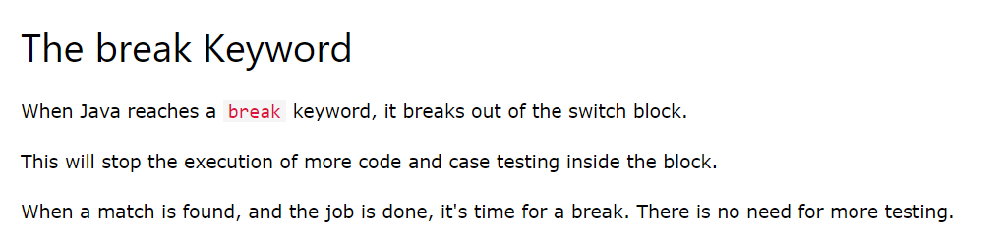 The break Keyword
When Java reaches a break keyword, it breaks out of the switch block.
This will stop the execution of more code and case testing inside the block.
When a match is found, and the job is done, it's time for a break. There is no need for more testing.